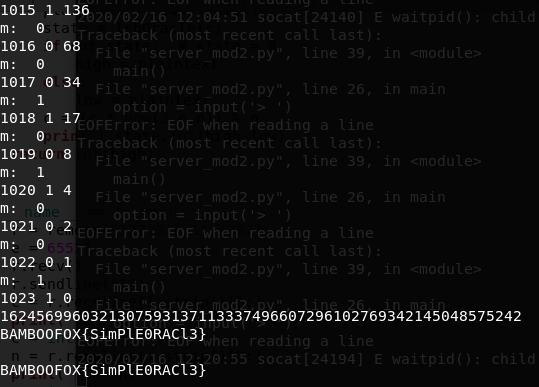 1015 1 136
m:  0
1016 0 68
m:  0
1017 0 34
m:  1
1018 1 17
m:  0
1019 0 8
m:  1
1020 1 4
m:  0
1021 0 2
m:  0
1022 0 1
m:  1
1023 1 0
1624569960321307593137113337496607296102769342145048575242
BAMBOOFOX{SimPlE0RACl3}
BAMBOOFOX{SimPlE0RACl3}
EOFError: EOF when reading a line
2020/02/16 12:04:51 socat[24140] E waitpid(): child
Traceback (most recent call last):
File "server_mod2.py", line 39, in <module>
main()
File "server_mod2.py", line 26, in main
option = input('> ')
EOFError: EOF when reading a line
Traceback (most recent call last):
File "server_mod2.py", line 39, in <module>
main()
File "server_mod2.py", line 26, in main
option = input('> ')
EOFError: EOF when reading a line
Traceback (most recent call last):
File "server_mod2.py", line 39, in <module>
main()
File "server_mod2.py", line 26, in main
EOFError: EOF when reading a line
2020/02/16 12:20:55 socat[24194] E waitpid(): child